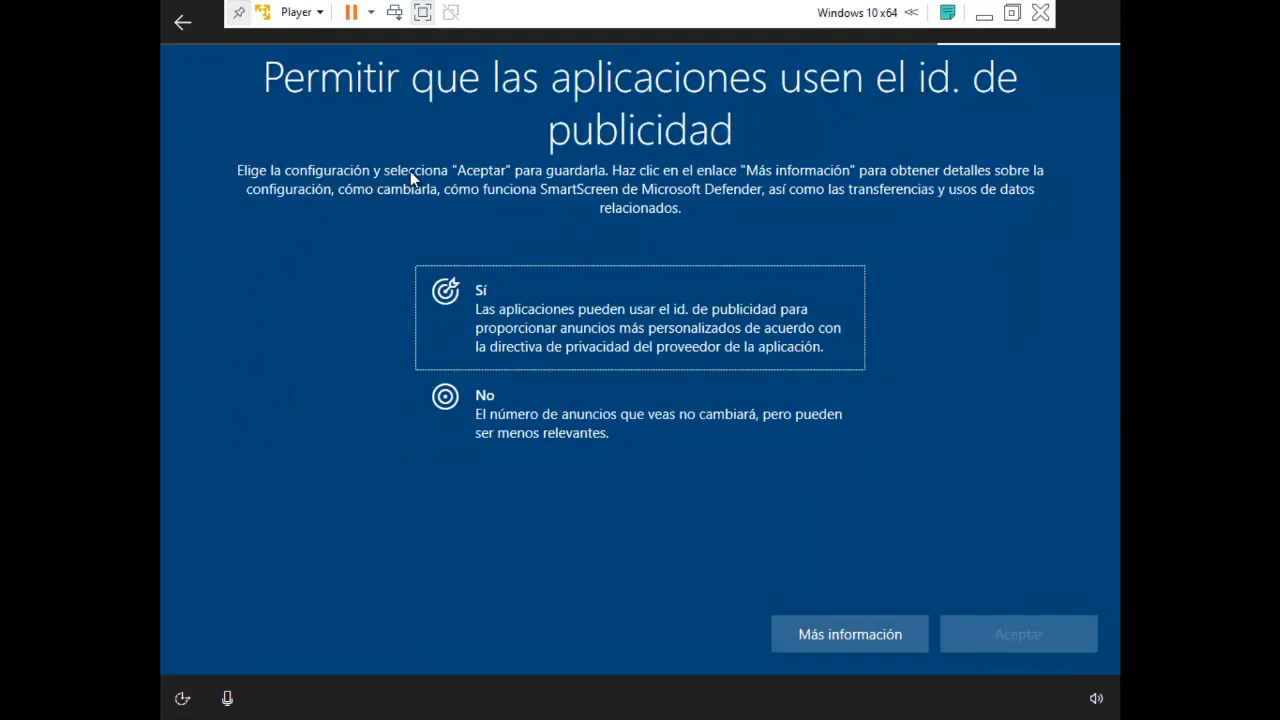 Player
Windows 10 x64
Permitir que las aplicaciones usen el id. de
publicidad
Elige la configuración y selecciona "Aceptar" para guardarla. Haz clic en el enlace "Más información" para obtener detalles sobre la
configuración, cómo cambiarla, cómo funciona SmartScreen de Microsoft Defender, así como las transferencias y usos de datos
relacionados.
Sí
Las aplicaciones pueden usar el id. de publicidad para
proporcionar anuncios más personalizados de acuerdo con
la directiva de privacidad del proveedor de la aplicación.
No
El número de anuncios que veas no cambiará, pero pueden
ser menos relevantes.
Más información
Aceptar